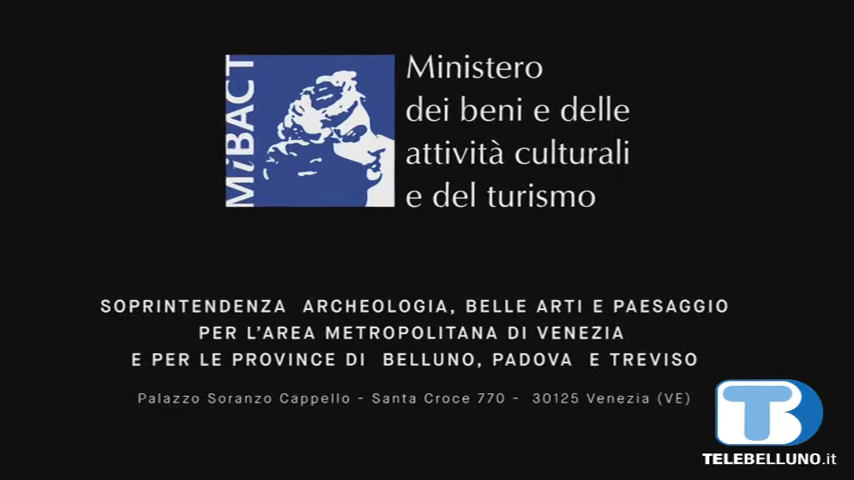 MiBACT
Ministero
dei beni e delle
attività culturali
e del turismo
SOPRINTENDENZA ARCHEOLOGIA, BELLE ARTI E PAESAGGIO
PER L'AREA METROPOLITANA DI VENEZIA
E PER LE PROVINCE DI BELLUNO, PADOVA E TREVISO
Palazzo Soranzo Cappello - Santa Croce 770 - 30125 Venezia (VE)
TB
TELEBELLUNO.it